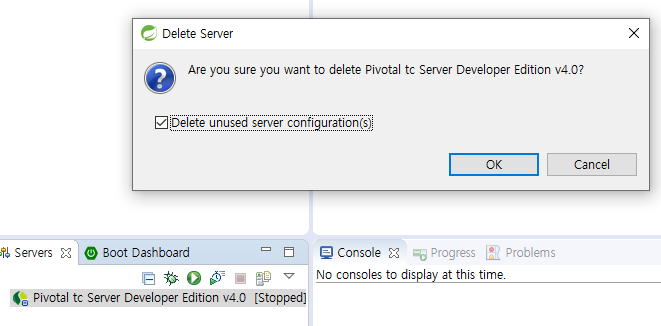 Delete Server
Are you sure you want to delete Pivotal tc Server Developer Edition v4.0?
Delete unused server configuration(s)
OK Cancel
Servers Boot Dashboard
Pivotal tc Server Developer Edition v4.0 [Stopped]
Console Progress Problems
No consoles to display at this time.